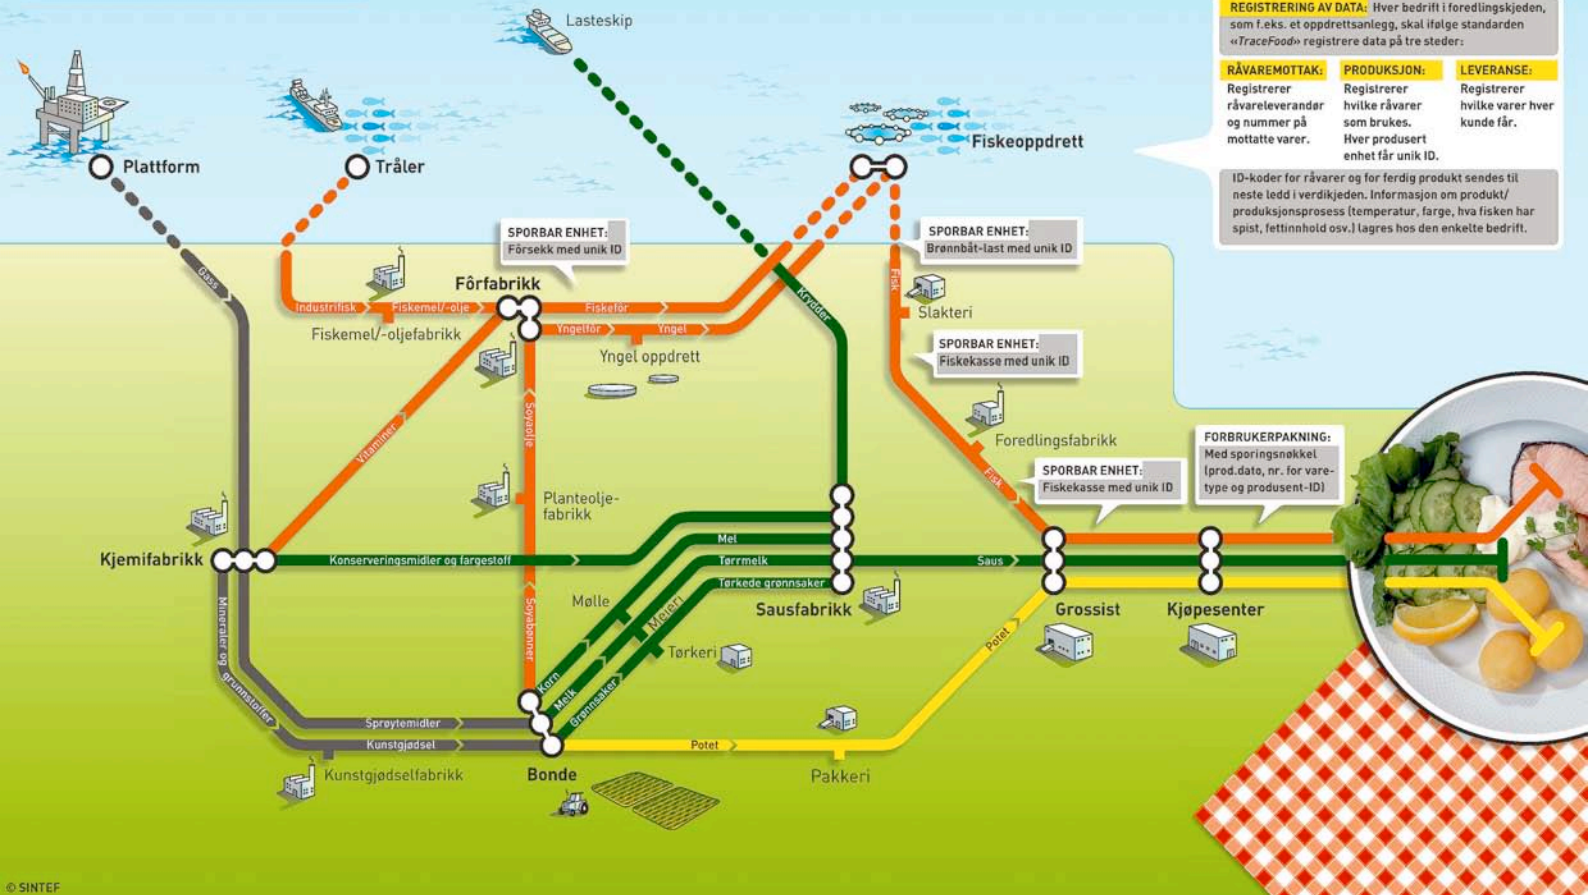 Lasteskip
REGISTRERING AV DATA: Hver bedrift i foredlingskjeden,
som f.eks. et oppdrettsanlegg, skal ifølge standarden
«TraceFood» registrere data på tre steder:
RÅVAREMOTTAK:
Registrerer
råvareleverandør
og nummer på
mottatte varer.
PRODUKSJON:
Registrerer
hvilke råvarer
som brukes.
Hver produsert
enhet får unik ID.
LEVERANSE:
Registrerer
hvilke varer hver
kunde får.
ID-koder for råvarer og for ferdig produkt sendes til
neste ledd i verdikjeden. Informasjon om produkt/
produksjonsprosess (temperatur, farge, hva fisken har
spist, fettinnhold osv.) lagres hos den enkelte bedrift.
Plattform
Tråler
Fiskeoppdrett
SPORBAR ENHET:
Fôrsekk med unik ID
SPORBAR ENHET:
Brønnbåt-last med unik ID
Gass
Fôrfabrikk
Industrifisk
Fiskemel/-olje
Fiskefôr
Krydder
Fisk
Slakteri
Fiskemel/-oljefabrikk
Yngelfôr
Yngel
Yngel oppdrett
SPORBAR ENHET:
Fiskekasse med unik ID
Vitaminer
Soyaolje
Foredlingsfabrikk
FORBRUKERPAKNING:
Med sporingsnøkkel
(prod.dato, nr. for vare-
type og produsent-ID)
SPORBAR ENHET:
Fiskekasse med unik ID
Fisk
Planteolje-
fabrikk
Kjemifabrikk
Konserveringsmidler og fargestoff
Mel
Tørrmelk
Tørkede grønnsaker
Saus
Sausfabrikk
Grossist
Kjøpesenter
Mineraler og
grunnstoffer
Soyabønner
Mølle
Meieri
Tørkeri
Korn
Melk
Grønnsaker
Potet
Sprøytemidler
Kunstgjødsel
Potet
Kunstgjødselfabrikk
Bonde
Pakkeri
© SINTEF